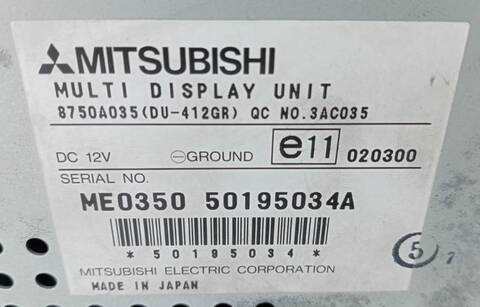 MITSUBISHI
MULTI DISPLAY UNIT
8750A035(DU-412GR) QC NO.3AC035
DC 12V ⊖GROUND e11 020300
SERIAL NO.
ME0350 50195034A
*50195034*
MITSUBISHI ELECTRIC CORPORATION
MADE IN JAPAN
5